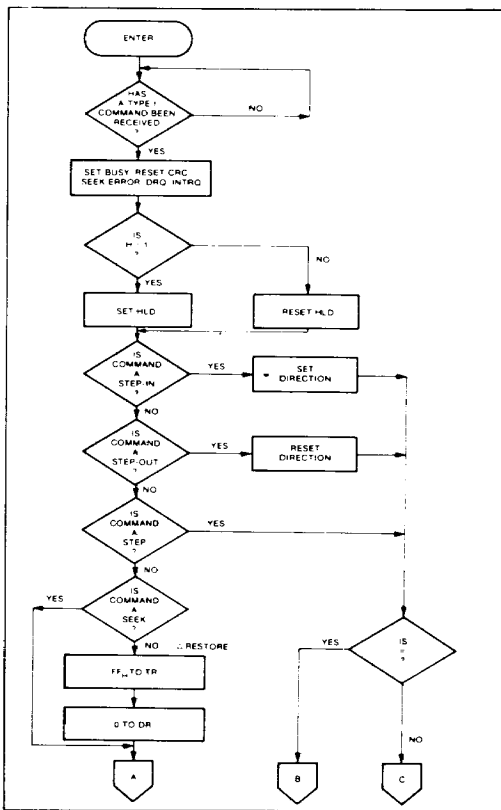 ENTER
HAS
A TYPE I
COMMAND BEEN
RECEIVED
?
NO
YES
SET BUSY RESET CRC
SEEK ERROR DRQ INTRQ
IS
H 1
?
NO
YES
SET HLD
RESET HLD
IS
COMMAND
A
STEP-IN
?
YES
SET
DIRECTION
NO
IS
COMMAND
A
STEP-OUT
?
YES
RESET
DIRECTION
NO
IS
COMMAND
A
STEP
?
YES
NO
YES
IS
COMMAND
A
SEEK
?
NO
∴ RESTORE
YES
IS
=
?
FFH TO TR
0 TO DR
NO
A
B
C